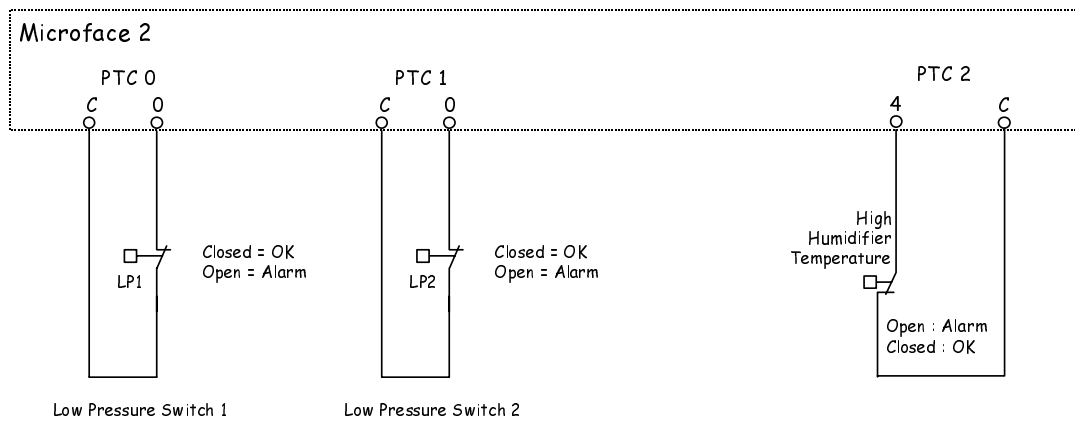 Microface 2
PTC 0
C 0
PTC 1
C 0
PTC 2
4 C
LP1
Closed = OK
Open = Alarm
LP2
Closed = OK
Open = Alarm
High
Humidifier
Temperature
Open : Alarm
Closed : OK
Low Pressure Switch 1
Low Pressure Switch 2